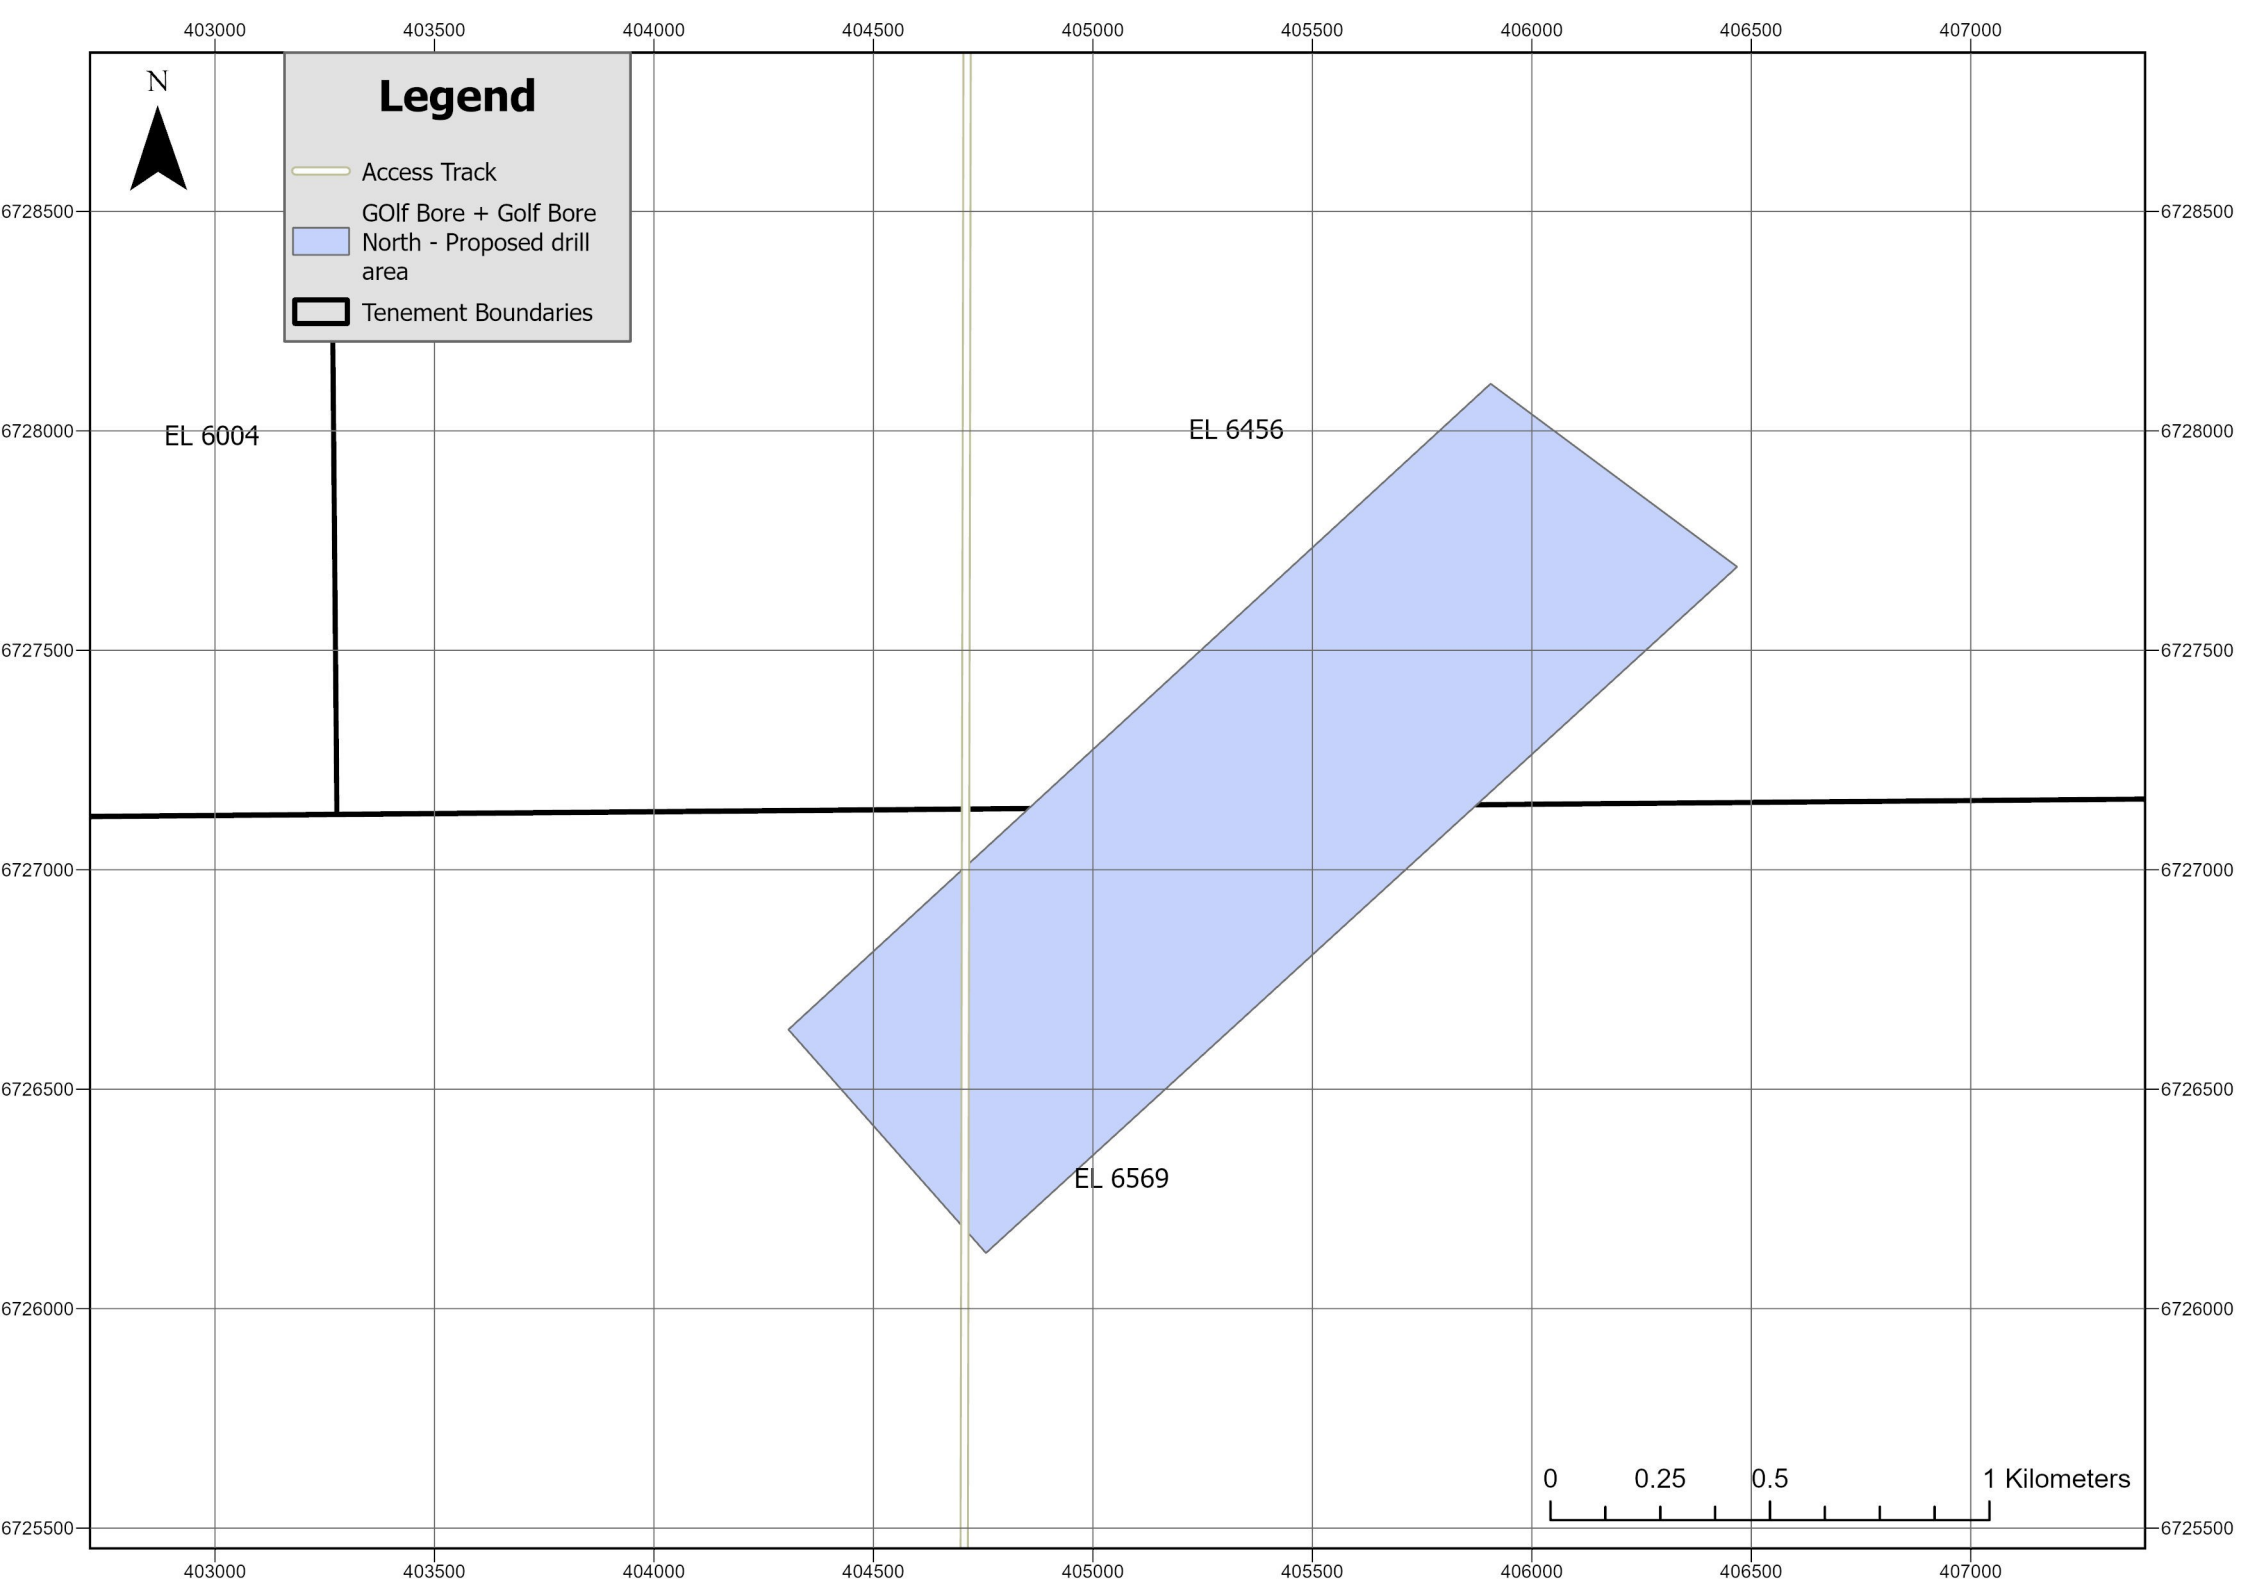 403000 403500 404000 404500 405000 405500 406000 406500 407000
N
Legend
Access Track
GOlf Bore + Golf Bore
North - Proposed drill
area
Tenement Boundaries
6728500 6728500
EL 6004 EL 6456
6728000 6728000
6727500 6727500
6727000 6727000
6726500 6726500
EL 6569
6726000 6726000
0 0.25 0.5 1 Kilometers
6725500 6725500
403000 403500 404000 404500 405000 405500 406000 406500 407000